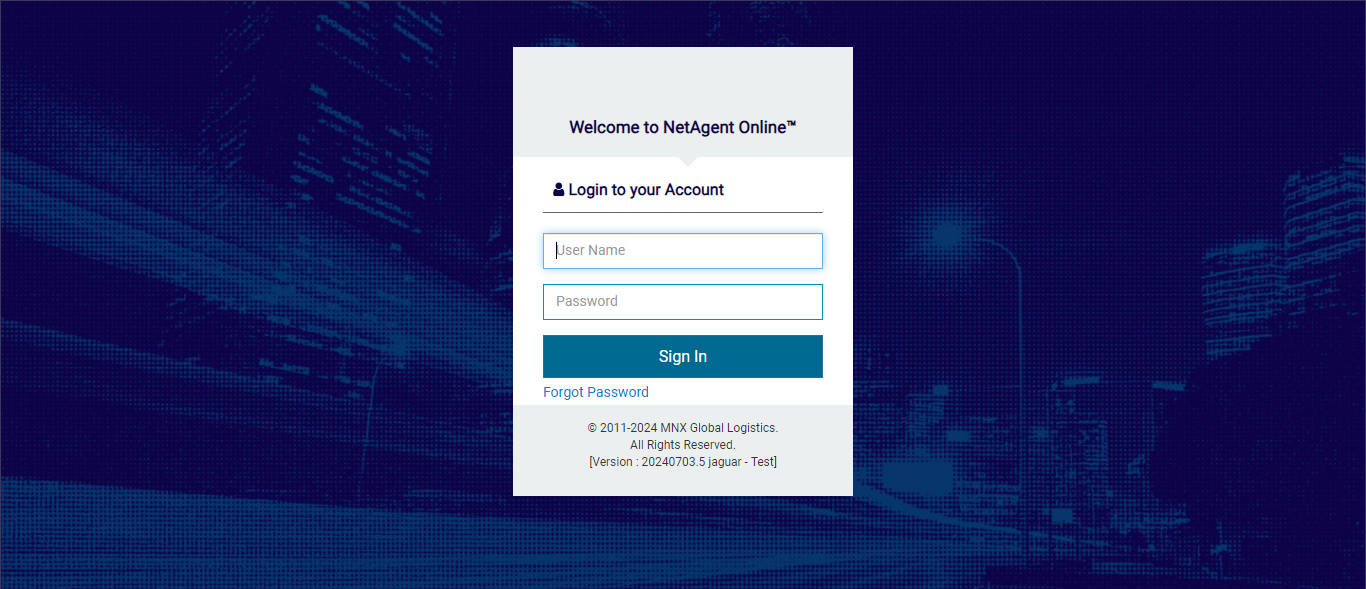 Welcome to NetAgent Online™
Login to your Account
User Name
Password
Sign In
Forgot Password
© 2011-2024 MNX Global Logistics.
All Rights Reserved.
[Version : 20240703.5 jaguar - Test]